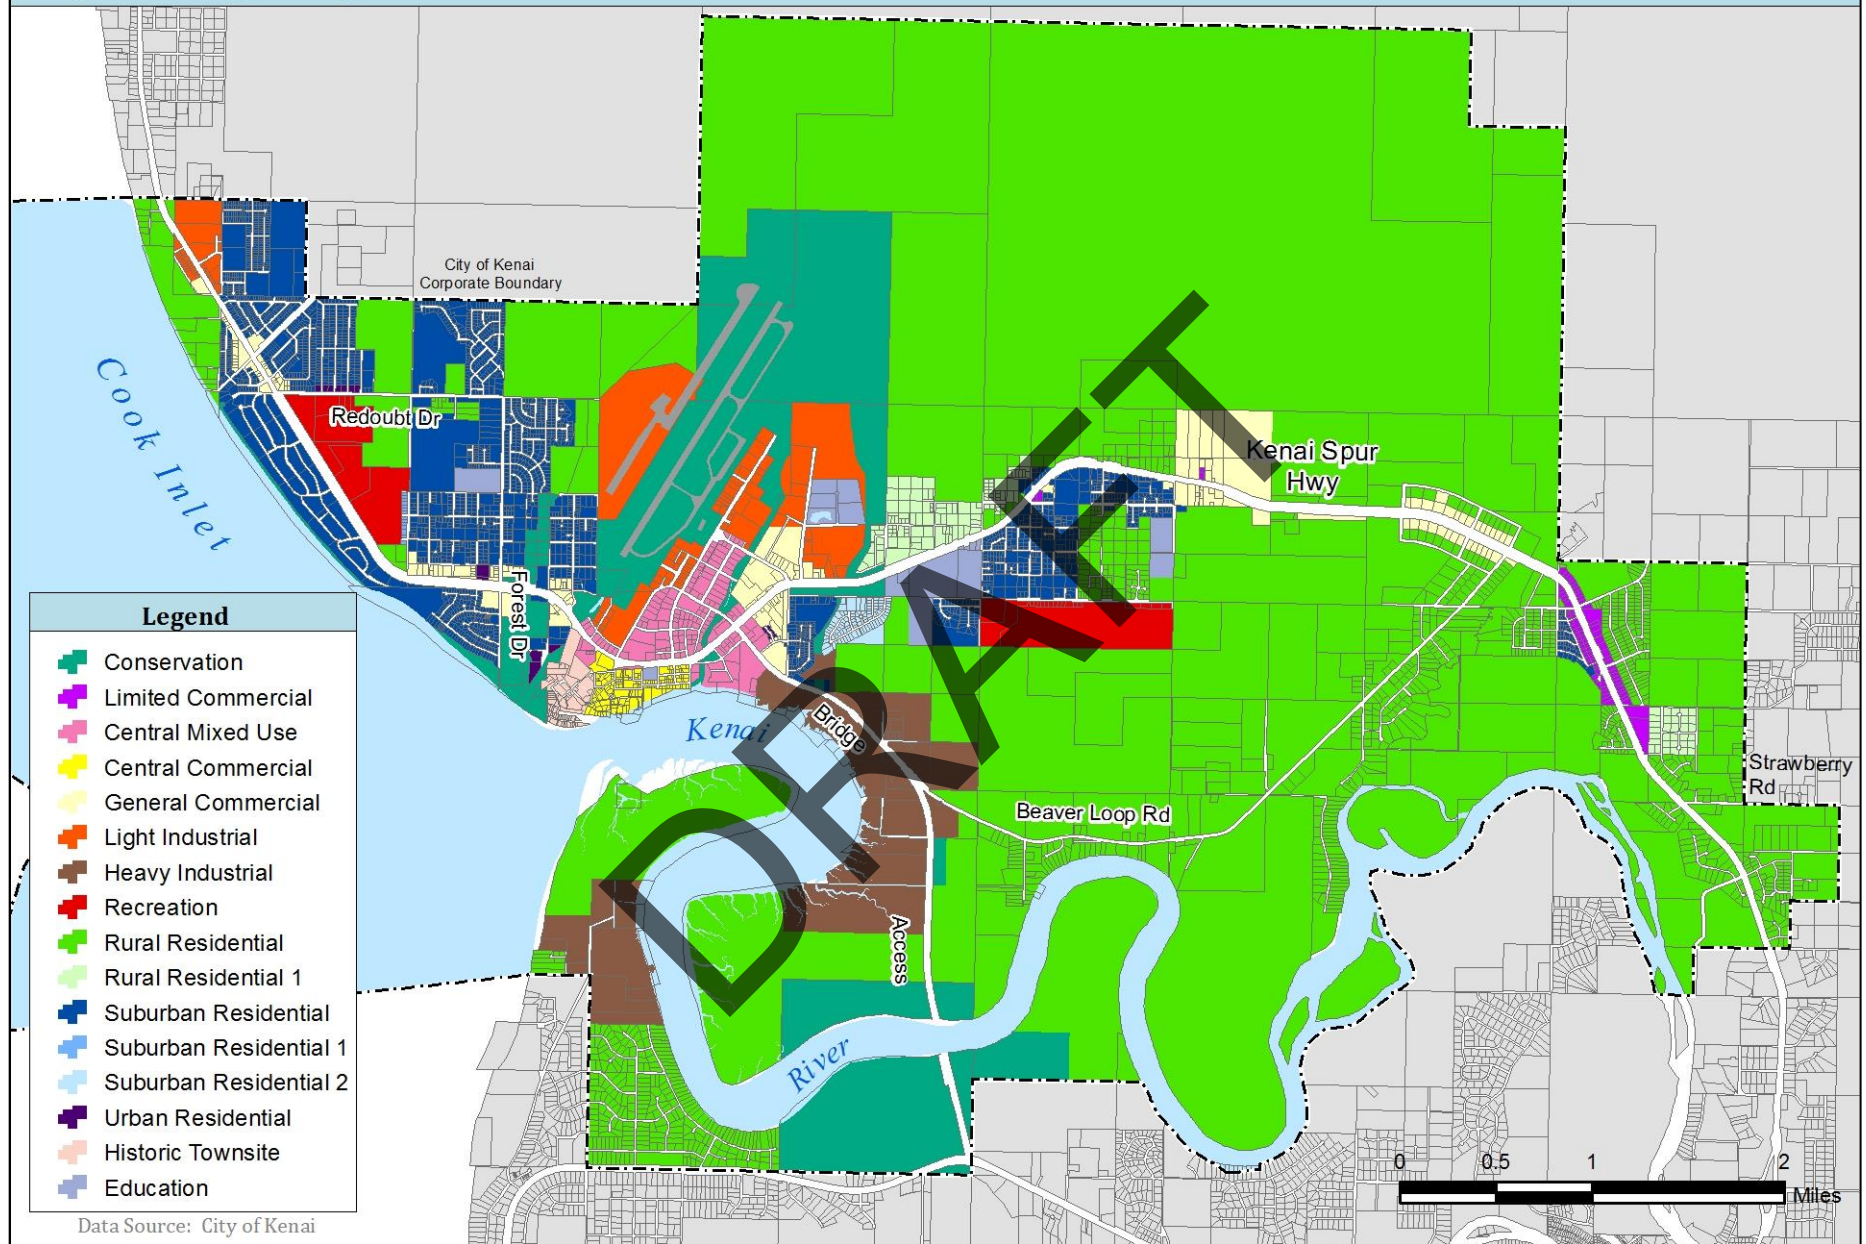 City of Kenai
Corporate Boundary
Cook Inlet
Redoubt Dr
Kenai Spur
Hwy
Forest Dr
Legend
Conservation
Limited Commercial
Central Mixed Use
Central Commercial
General Commercial
Light Industrial
Heavy Industrial
Recreation
Rural Residential
Rural Residential 1
Suburban Residential
Suburban Residential 1
Suburban Residential 2
Urban Residential
Historic Townsite
Education
Data Source: City of Kenai
Kenai
Bridge
Strawberry
Rd
Beaver Loop Rd
Access
River
DRAFT
0 0.5 1 2
Miles